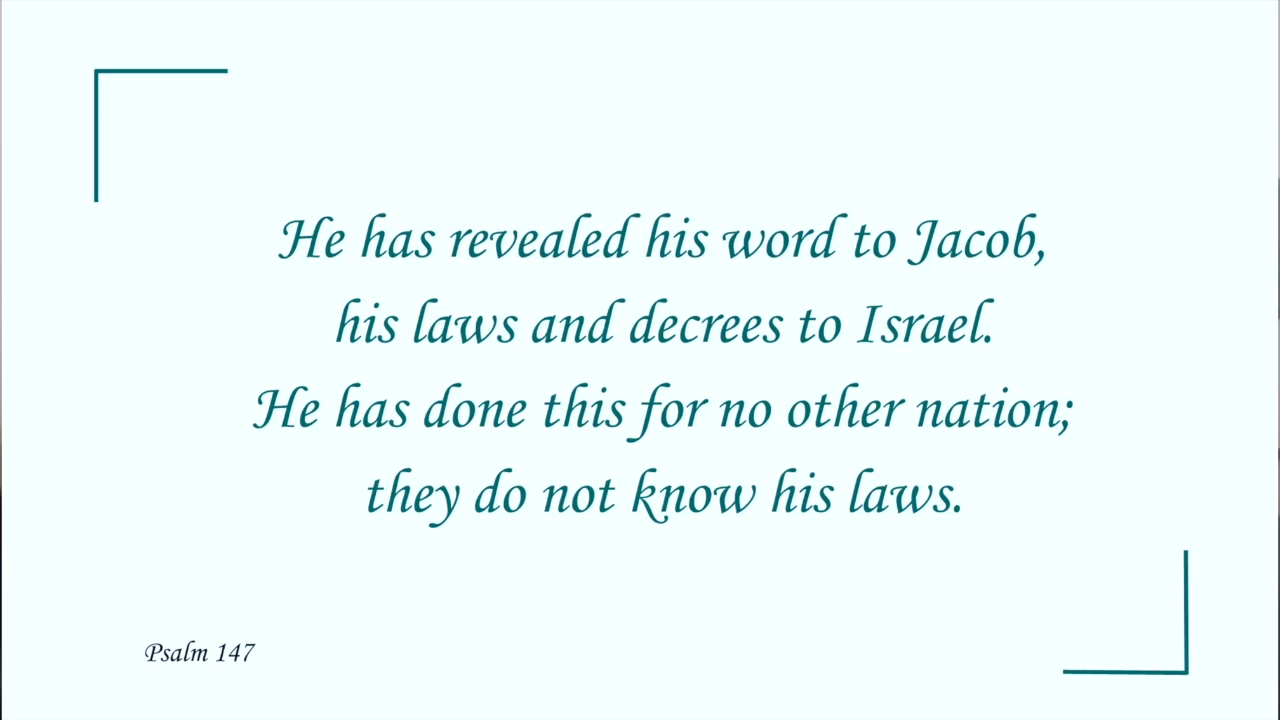 He has revealed his word to Jacob,
his laws and decrees to Israel.
He has done this for no other nation;
they do not know his laws.
Psalm 147